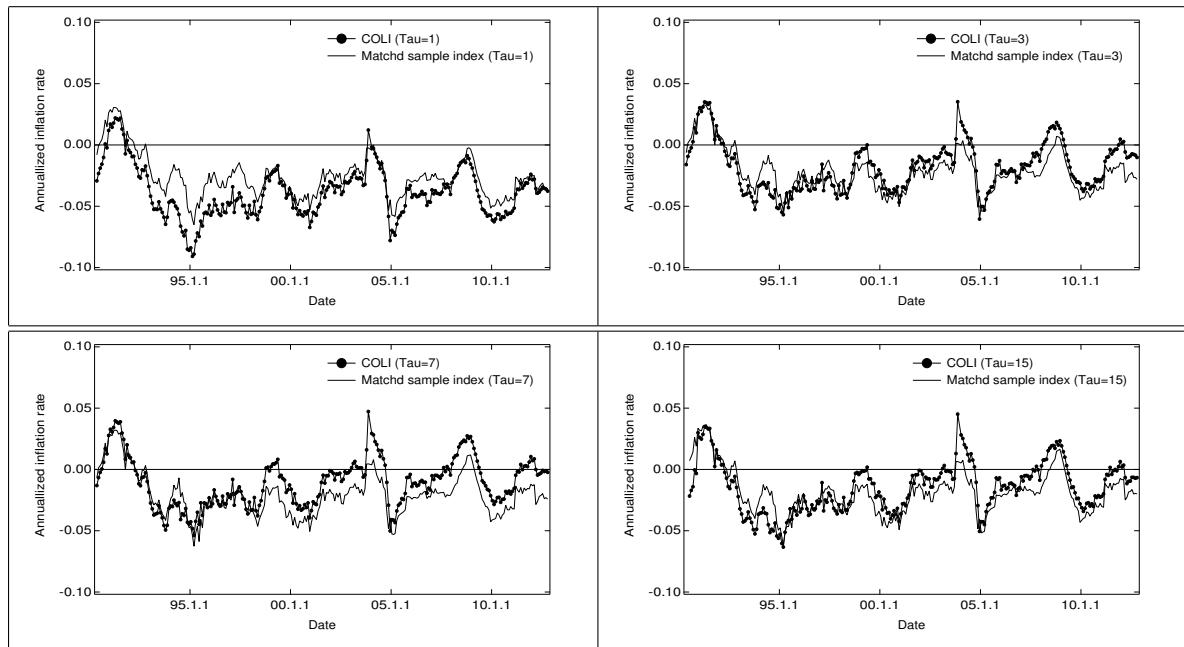 COLI (Tau=1)
Matchd sample index (Tau=1)
Annuallized inflation rate
0.10
0.05
0.00
-0.05
-0.10
95.1.1 00.1.1 05.1.1 10.1.1
Date
COLI (Tau=3)
Matchd sample index (Tau=3)
Annuallized inflation rate
0.10
0.05
0.00
-0.05
-0.10
95.1.1 00.1.1 05.1.1 10.1.1
Date
COLI (Tau=7)
Matchd sample index (Tau=7)
Annuallized inflation rate
0.10
0.05
0.00
-0.05
-0.10
95.1.1 00.1.1 05.1.1 10.1.1
Date
COLI (Tau=15)
Matchd sample index (Tau=15)
Annuallized inflation rate
0.10
0.05
0.00
-0.05
-0.10
95.1.1 00.1.1 05.1.1 10.1.1
Date